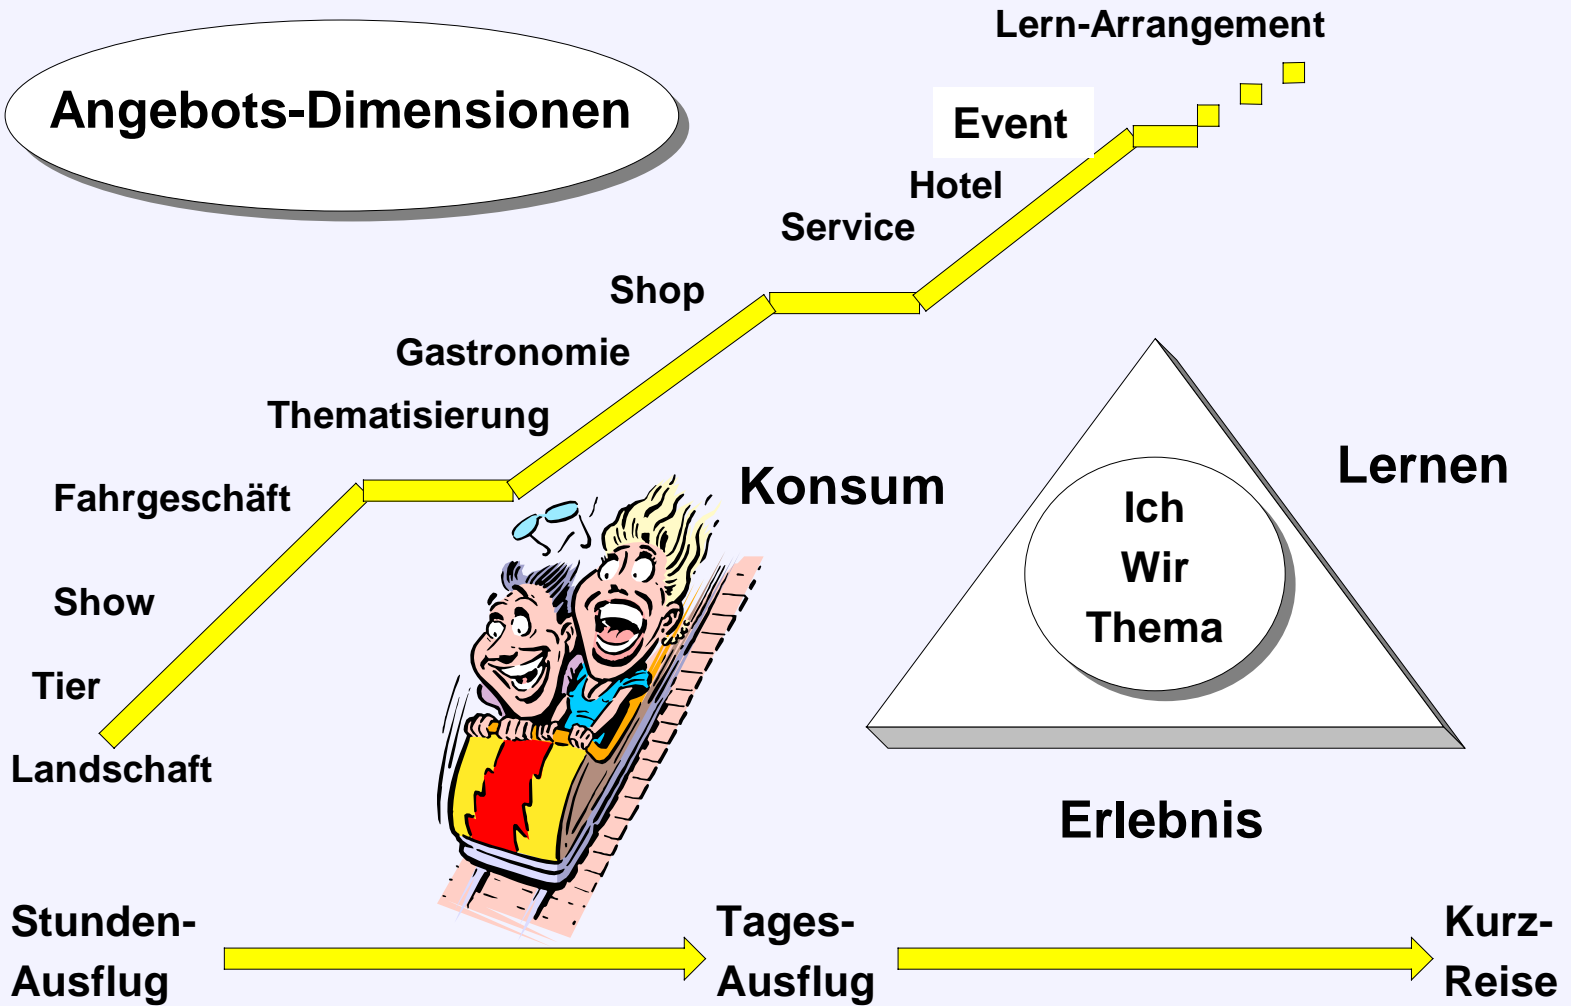 Lern-Arrangement
Angebots-Dimensionen
Event
Hotel
Service
Shop
Gastronomie
Thematisierung
Fahrgeschäft
Show
Tier
Landschaft
Konsum
Lernen
Ich
Wir
Thema
Erlebnis
Stunden-
Ausflug
Tages-
Ausflug
Kurz-
Reise